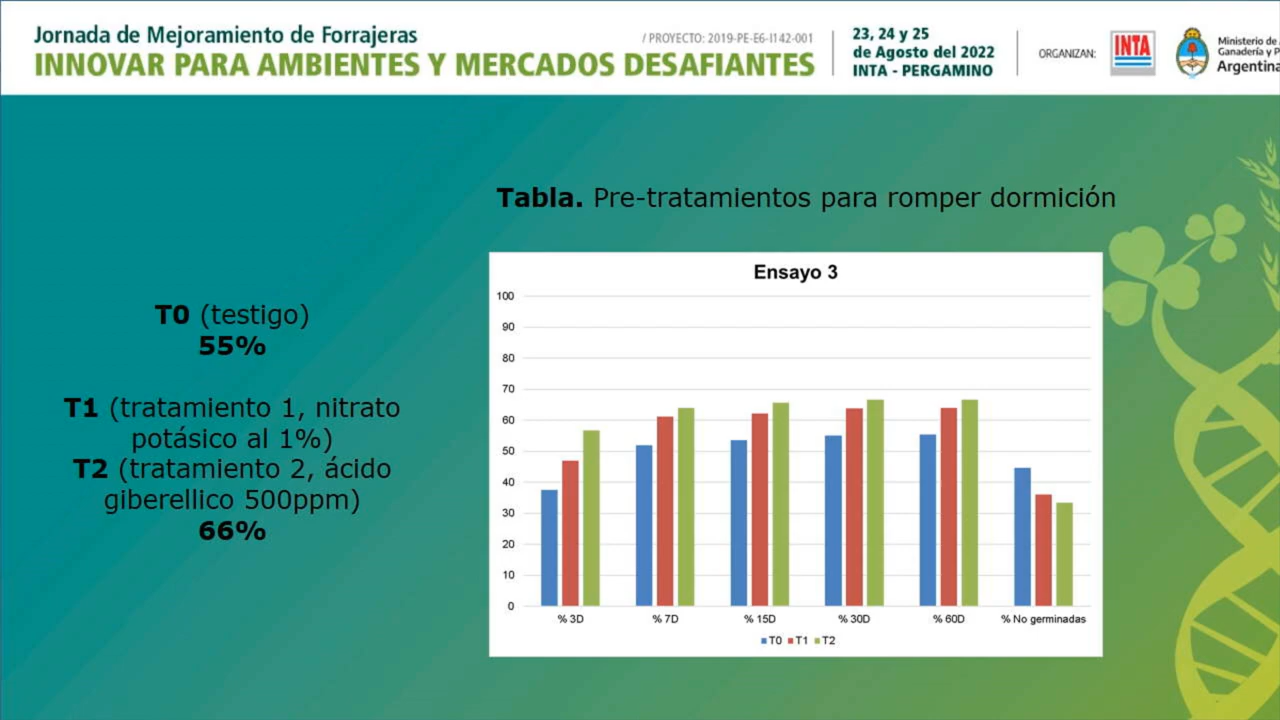 Jornada de Mejoramiento de Forrajeras
INNOVAR PARA AMBIENTES Y MERCADOS DESAFIANTES
/ PROYECTO: 2019-PE-E6-I142-001
23, 24 y 25
de Agosto del 2022
INTA - PERGAMINO
ORGANIZAN:
INTA
Ministerio de
Ganadería y P
Argentina
Tabla. Pre-tratamientos para romper dormición
T0 (testigo)
55%
T1 (tratamiento 1, nitrato
potásico al 1%)
T2 (tratamiento 2, ácido
giberellico 500ppm)
66%
Ensayo 3
100
90
80
70
60
50
40
30
20
10
0
% 3D % 7D % 15D % 30D % 60D % No germinadas
T0 T1 T2